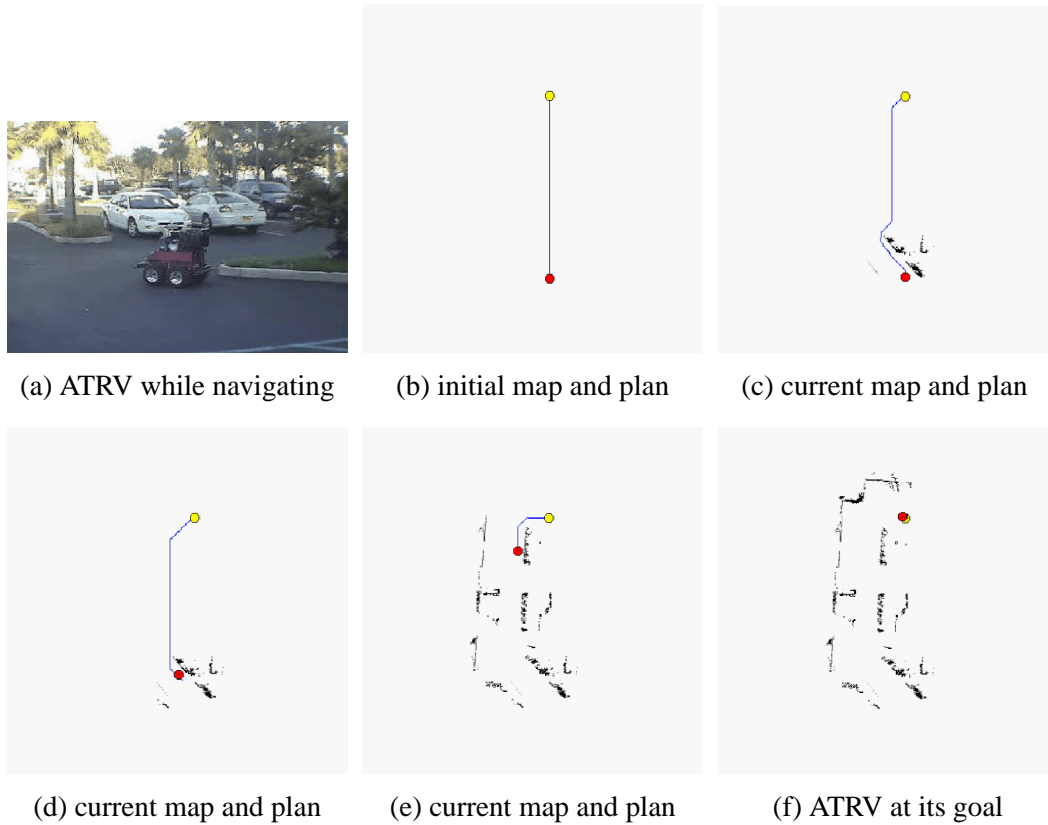 (a) ATRV while navigating
(b) initial map and plan
(c) current map and plan
(d) current map and plan
(e) current map and plan
(f) ATRV at its goal